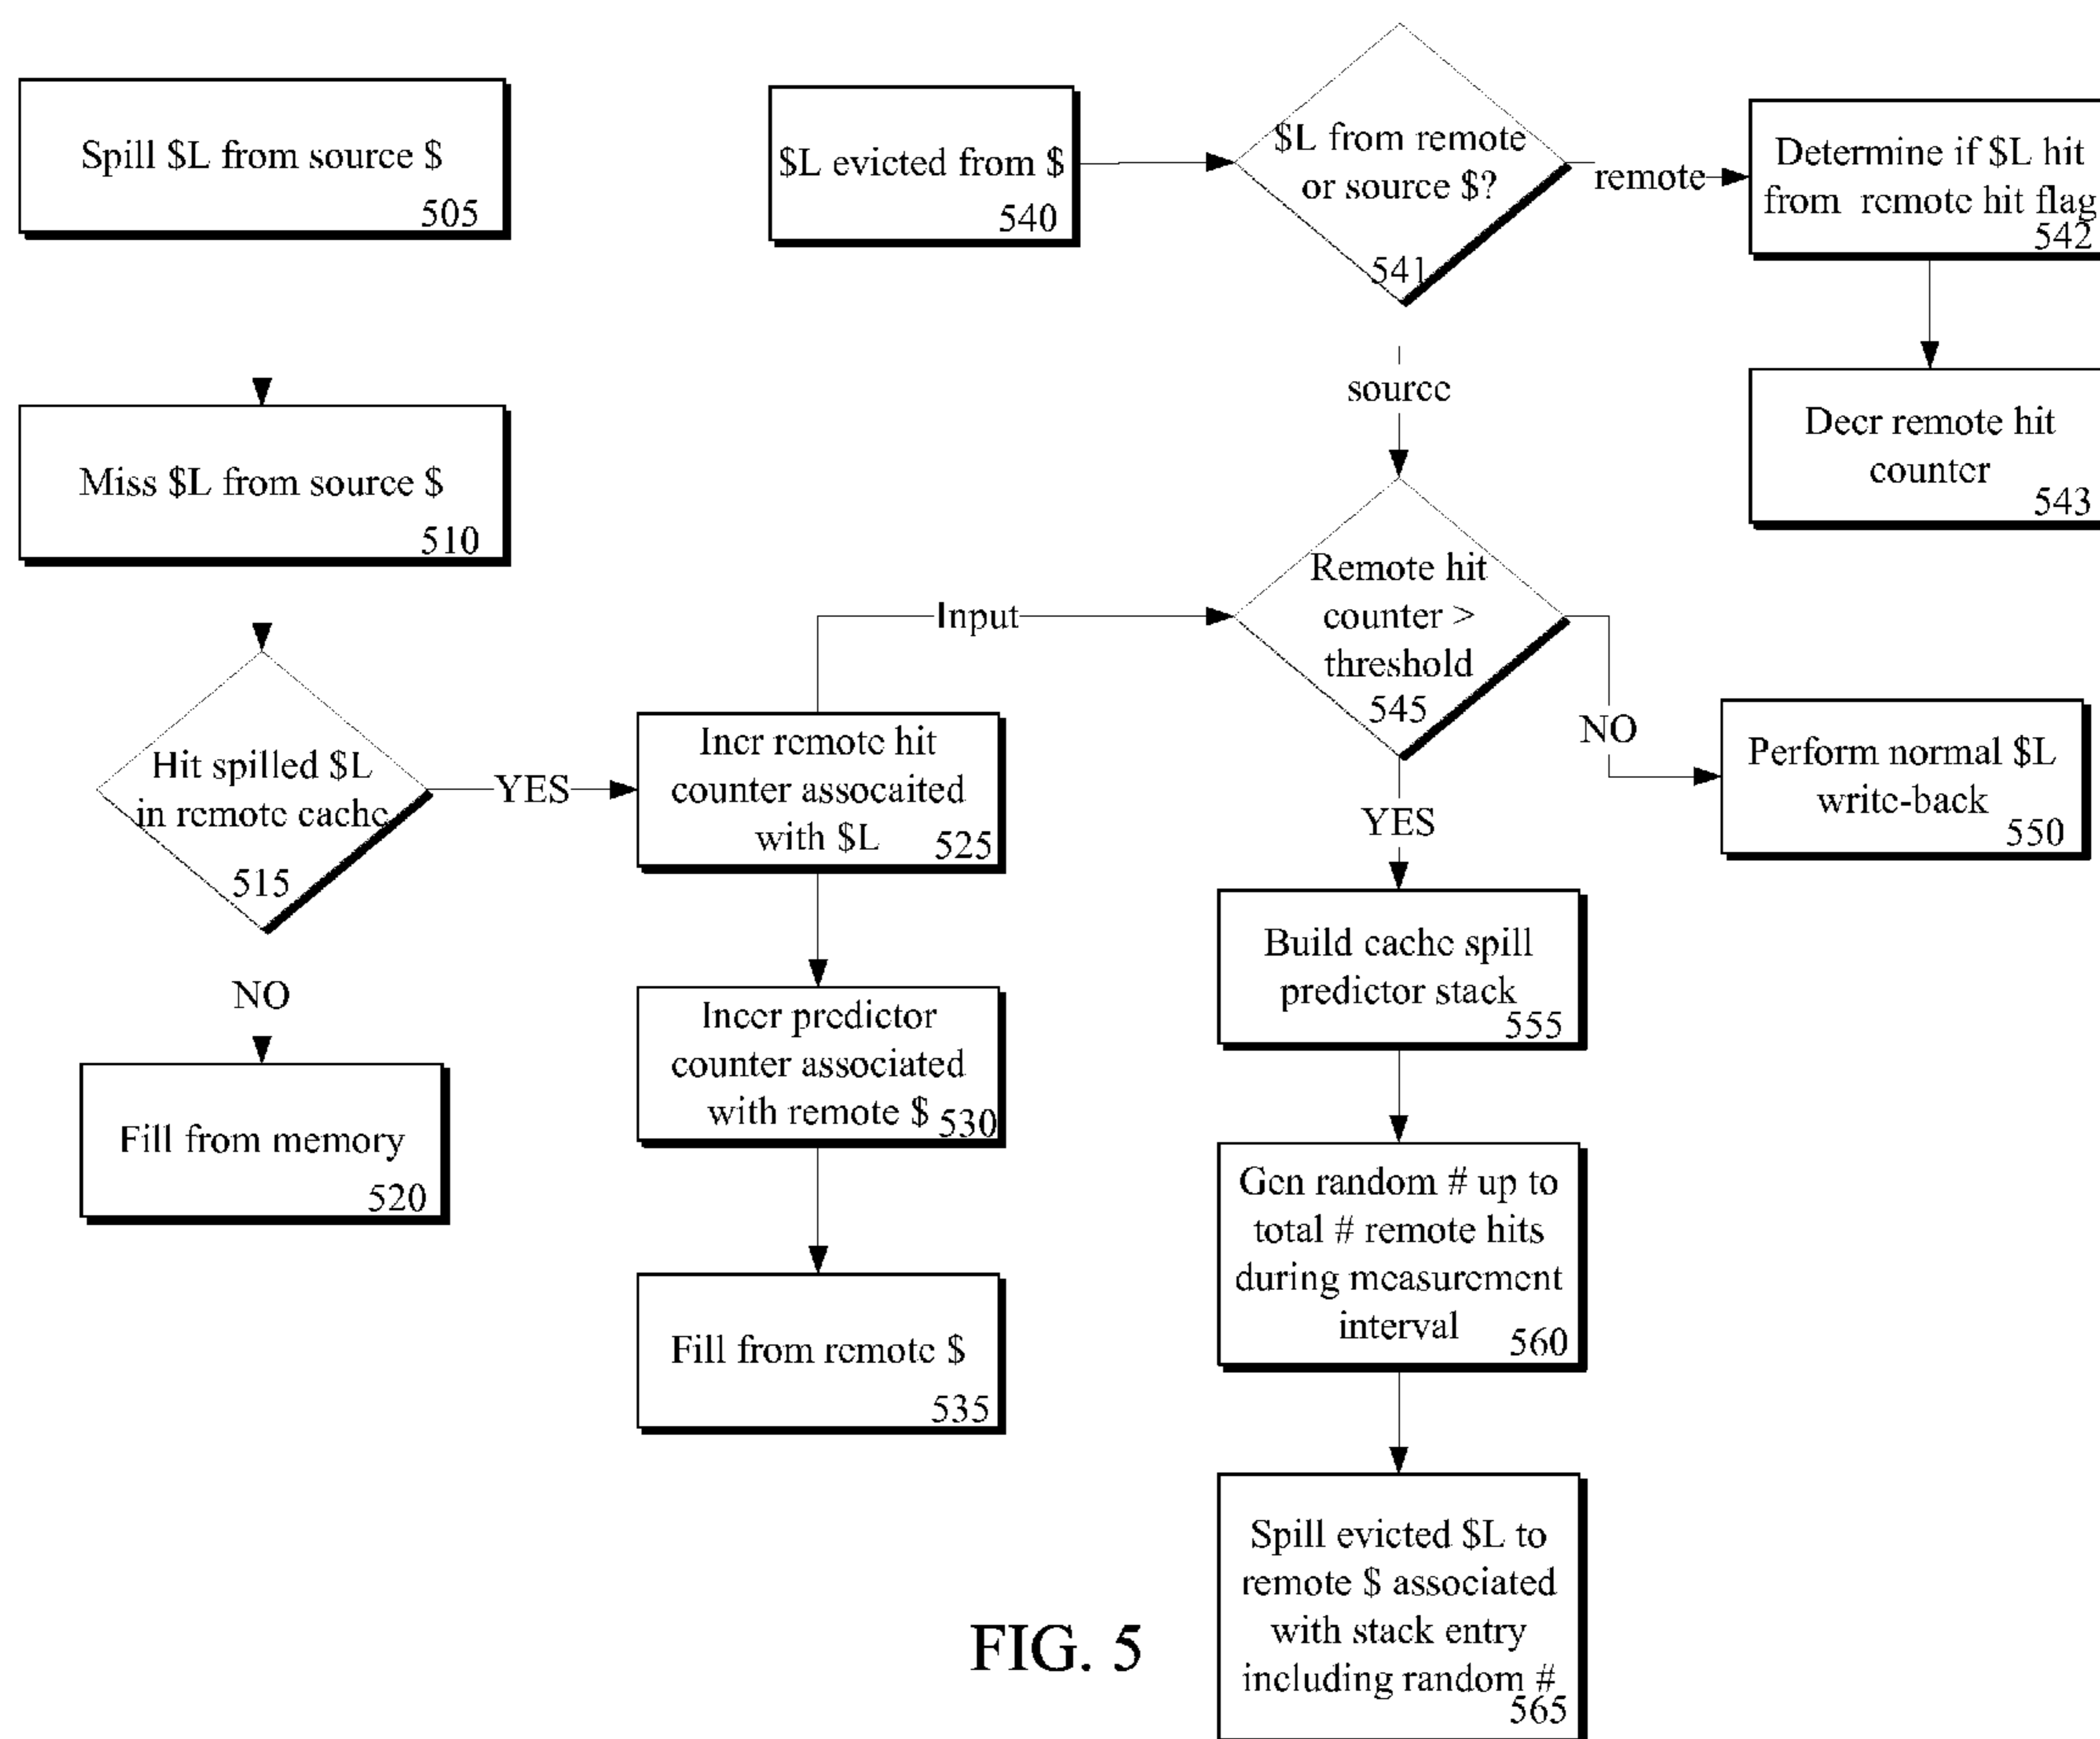 Spill $L from source $
505
Miss $L from source $
510
Hit spilled $L
in remote cache
515
YES
NO
Fill from memory
520
Incr remote hit
counter assocaited
with $L
525
Incer predictor
counter associated
with remote $
530
Fill from remote $
535
Input
$L evicted from $
540
$L from remote
or source $?
541
remote
Determine if $L hit
from remote hit flag
542
Decr remote hit
counter
543
source
Remote hit
counter >
threshold
545
NO
Perform normal $L
write-back
550
YES
Build cache spill
predictor stack
555
Gen random # up to
total # remote hits
during measurement
interval
560
Spill evicted $L to
remote $ associated
with stack entry
including random #
565
FIG. 5